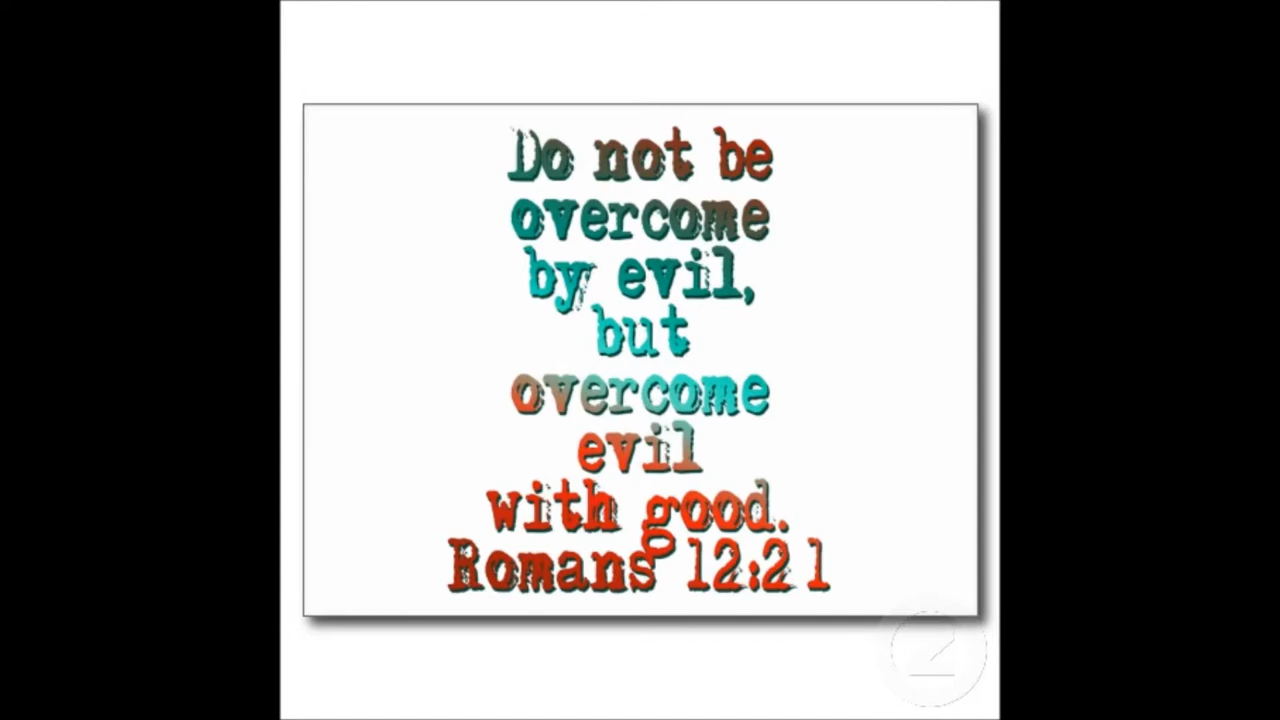 Do not be
overcome
by evil,
but
overcome
evil
with good.
Romans 12:21